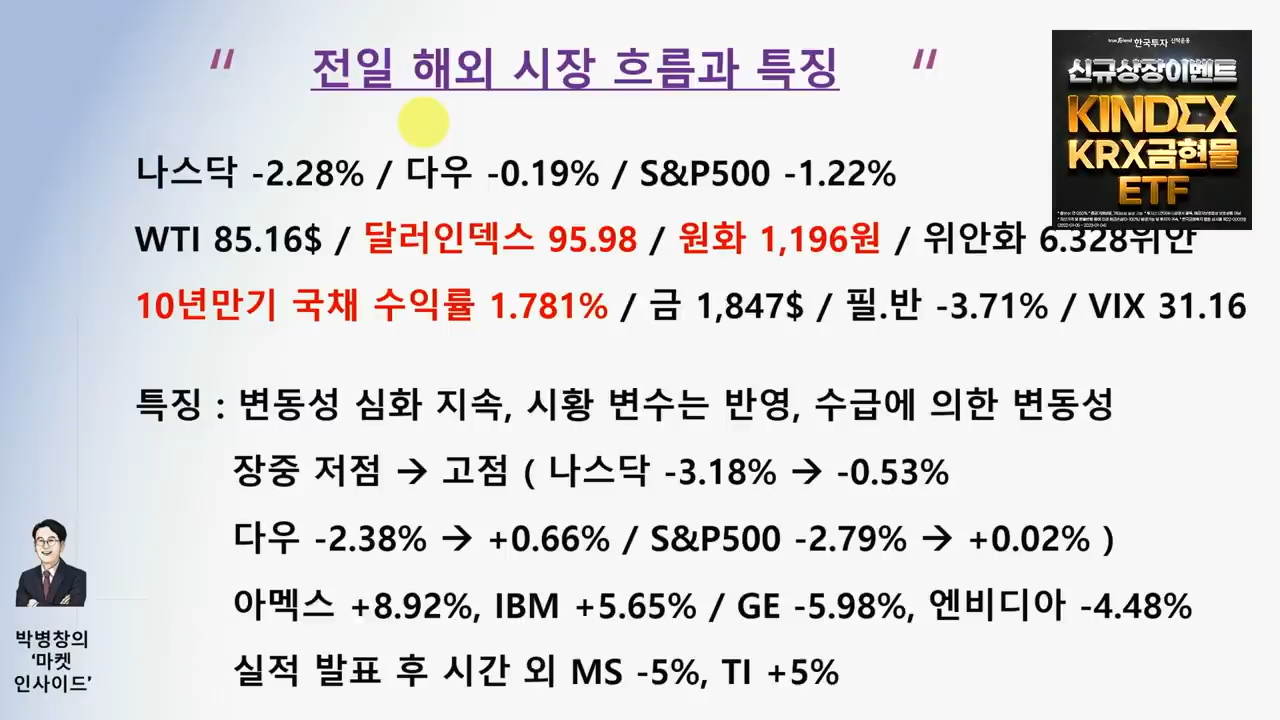 " 전일 해외 시장 흐름과 특징 "
나스닥 -2.28% / 다우 -0.19% / S&P500 -1.22%
WTI 85.16$ / 달러인덱스 95.98 / 원화 1,196원 / 위안화 6.328위안
10년만기 국채 수익률 1.781% / 금 1,847$ / 필.반 -3.71% / VIX 31.16
특징 : 변동성 심화 지속, 시황 변수는 반영, 수급에 의한 변동성
장중 저점 → 고점 ( 나스닥 -3.18% → -0.53%
다우 -2.38% → +0.66% / S&P500 -2.79% → +0.02% )
아멕스 +8.92%, IBM +5.65% / GE -5.98%, 엔비디아 -4.48%
실적 발표 후 시간 외 MS -5%, TI +5%
한국투자 신탁운용
신규상장이벤트
KINDEX
KRX금현물
ETF
박병창의
‘마켓
인사이드’